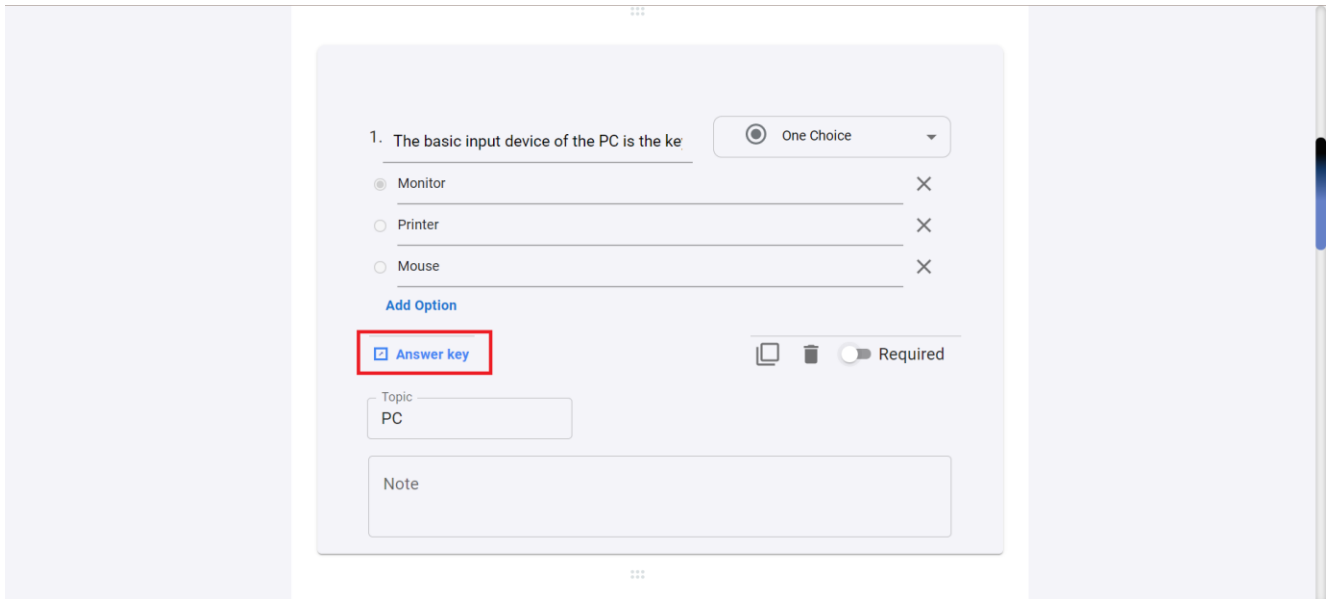 1. The basic input device of the PC is the ke
One Choice
Monitor
Printer
Mouse
Add Option
Answer key
Required
Topic
PC
Note